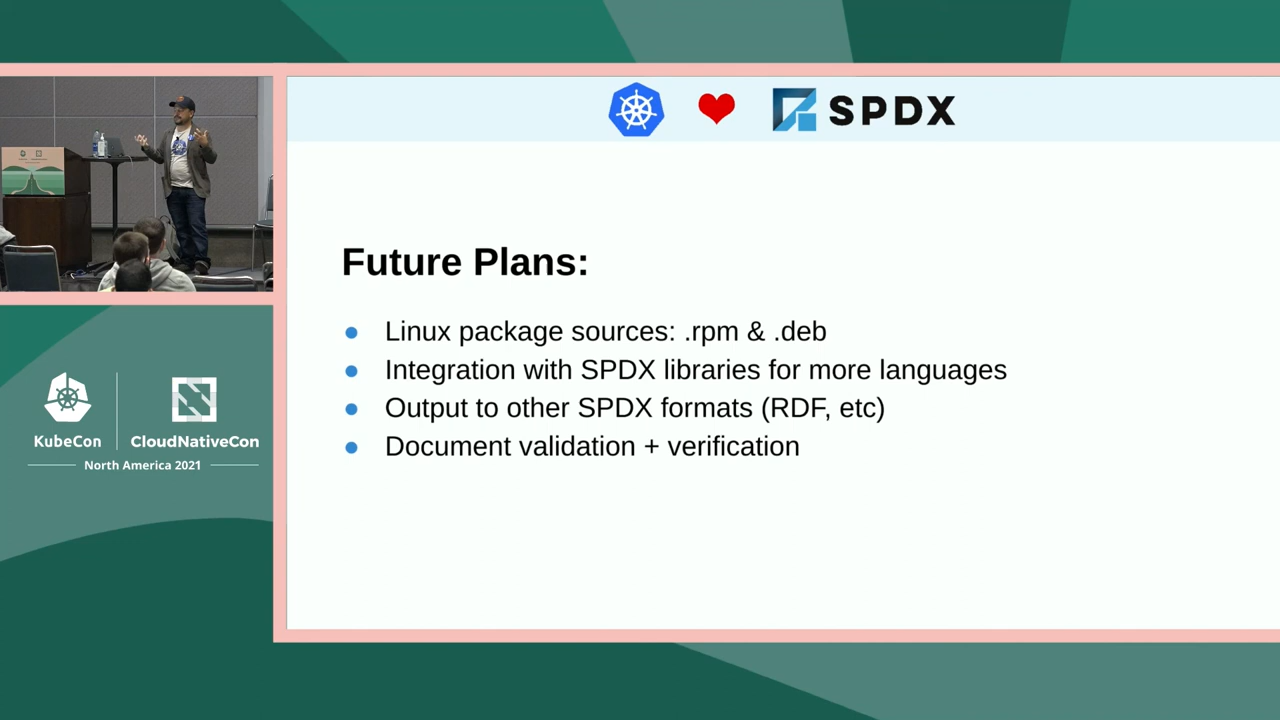 SPDX
Future Plans:
Linux package sources: .rpm & .deb
Integration with SPDX libraries for more languages
Output to other SPDX formats (RDF, etc)
Document validation + verification
KubeCon
CloudNativeCon
North America 2021